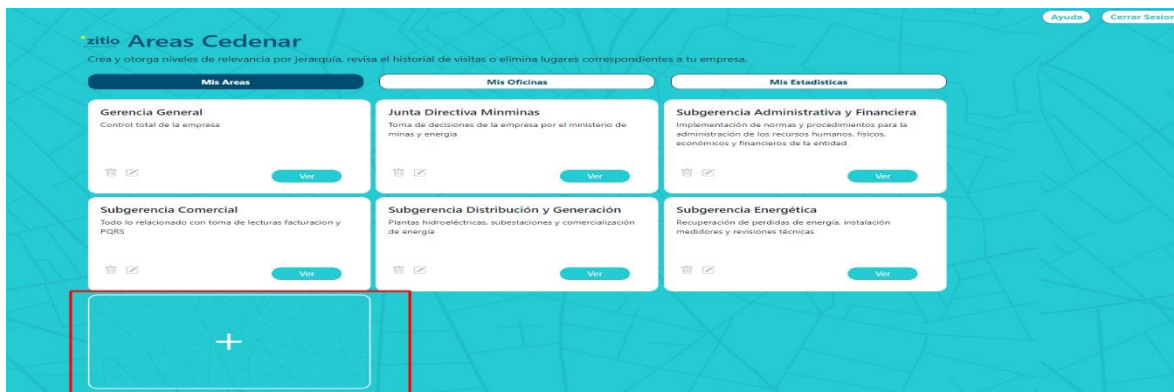 Ayuda Cerrar Sesion
zitio Areas Cedenar
Crea y otorga niveles de relevancia por jerarquía, revisa el historial de visitas o elimina lugares correspondientes a tu empresa.
Mis Areas Mis Oficinas Mis Estadisticas
Gerencia General
Control total de la empresa
Ver
Junta Directiva Minminas
Toma de decisiones de la empresa por el ministerio de
minas y energia
Ver
Subgerencia Administrativa y Financiera
Implementación de normas y procedimientos para la
administración de los recursos humanos, físicos,
económicos y financieros de la entidad
Ver
Subgerencia Comercial
Todo lo relacionado con toma de lecturas facturacion y
PQRS
Ver
Subgerencia Distribución y Generación
Plantas hidroeléctricas, subestaciones y comercialización
de energía
Ver
Subgerencia Energética
Recuperación de perdidas de energía, instalación
medidores y revisiones técnicas
Ver
+